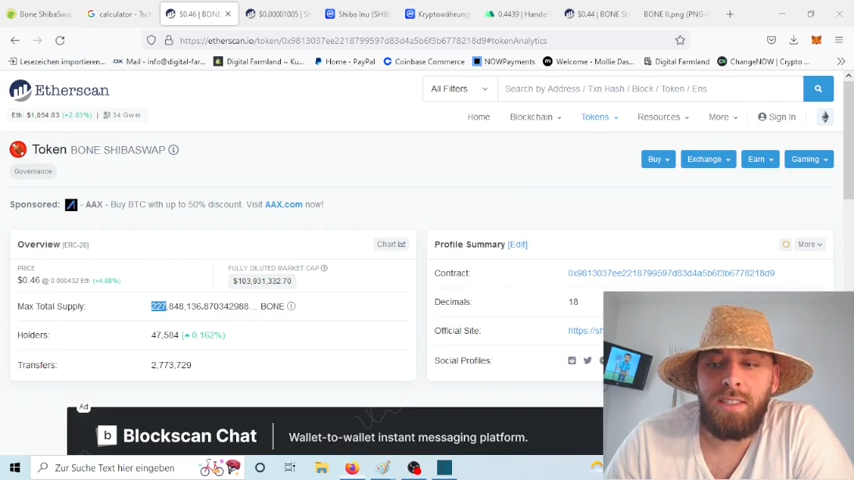 Bone ShibaSwa
calculator - Tsch
$0.46 | BONE
$0.00001005 | Sh
Shiba Inu (SHIB
Kryptowährung
0.4439 | Handel
$0.44 | BONE SH
BONE II.png (PNG-
https://etherscan.io/token/0x9813037ee2218799597d83d4a5b6f3b6778218d9#tokenAnalytics
Lesezeichen importieren...
Mail - info@digital-far...
Digital Farmland – Ku...
Home - PayPal
Coinbase Commerce
NOWPayments
Welcome - Mollie Das...
Digital Farmland
ChangeNOW | Crypto ...
Etherscan
All Filters
Search by Address / Txn Hash / Block / Token / Ens
Eth: $1,054.83 (+2.83%) | 34 Gwei
Home
Blockchain
Tokens
Resources
More
Sign In
Token BONE SHIBASWAP
Buy
Exchange
Earn
Gaming
Governance
Sponsored: - AAX - Buy BTC with up to 50% discount. Visit AAX.com now!
Overview [ERC-20]
Chart
Profile Summary [Edit]
More
PRICE
FULLY DILUTED MARKET CAP
$0.46 @ 0.000432 Eth (+4.88%)
$103,931,332.70
Contract:
0x9813037ee2218799597d83d4a5b6f3b6778218d9
Max Total Supply:
227,848,136.870342988... BONE
Decimals:
18
Holders:
47,584 (0.162%)
Official Site:
https://sh
Transfers:
2,773,729
Social Profiles:
Ad
b Blockscan Chat
Wallet-to-wallet instant messaging platform.
Zur Suche Text hier eingeben